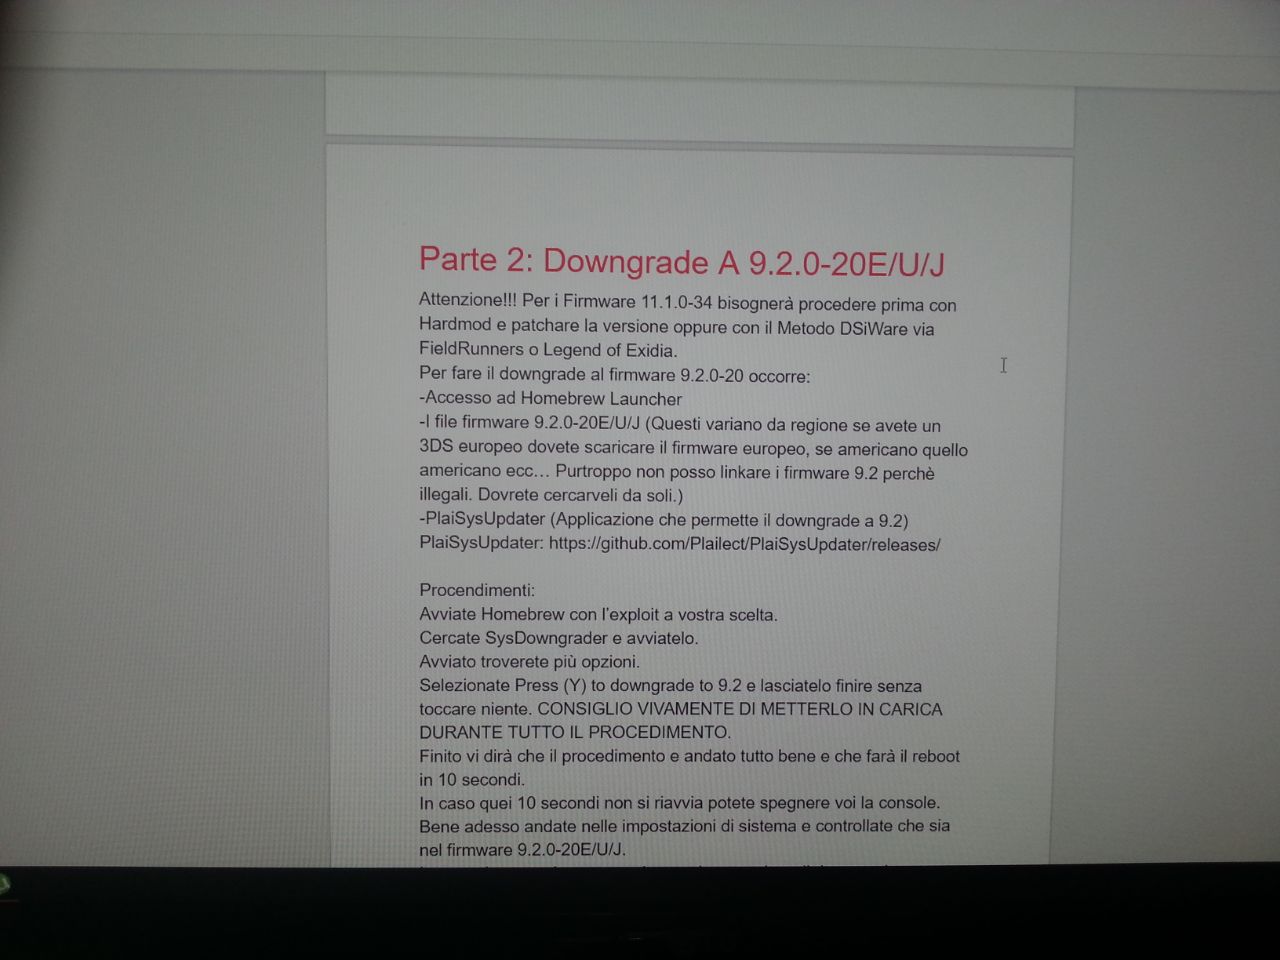 Parte 2: Downgrade A 9.2.0-20E/U/J
Attenzione!!! Per i Firmware 11.1.0-34 bisognerà procedere prima con
Hardmod e patchare la versione oppure con il Metodo DSiWare via
FieldRunners o Legend of Exidia.
Per fare il downgrade al firmware 9.2.0-20 occorre:
-Accesso ad Homebrew Launcher
-I file firmware 9.2.0-20E/U/J (Questi variano da regione se avete un
3DS europeo dovete scaricare il firmware europeo, se americano quello
americano ecc… Purtroppo non posso linkare i firmware 9.2 perchè
illegali. Dovrete cercarveli da soli.)
-PlaiSysUpdater (Applicazione che permette il downgrade a 9.2)
PlaiSysUpdater: https://github.com/Plailect/PlaiSysUpdater/releases/
Procendimenti:
Avviate Homebrew con l'exploit a vostra scelta.
Cercate SysDowngrader e avviatelo.
Avviato troverete più opzioni.
Selezionate Press (Y) to downgrade to 9.2 e lasciatelo finire senza
toccare niente. CONSIGLIO VIVAMENTE DI METTERLO IN CARICA
DURANTE TUTTO IL PROCEDIMENTO.
Finito vi dirà che il procedimento e andato tutto bene e che farà il reboot
in 10 secondi.
In caso quei 10 secondi non si riavvia potete spegnere voi la console.
Bene adesso andate nelle impostazioni di sistema e controllate che sia
nel firmware 9.2.0-20E/U/J.